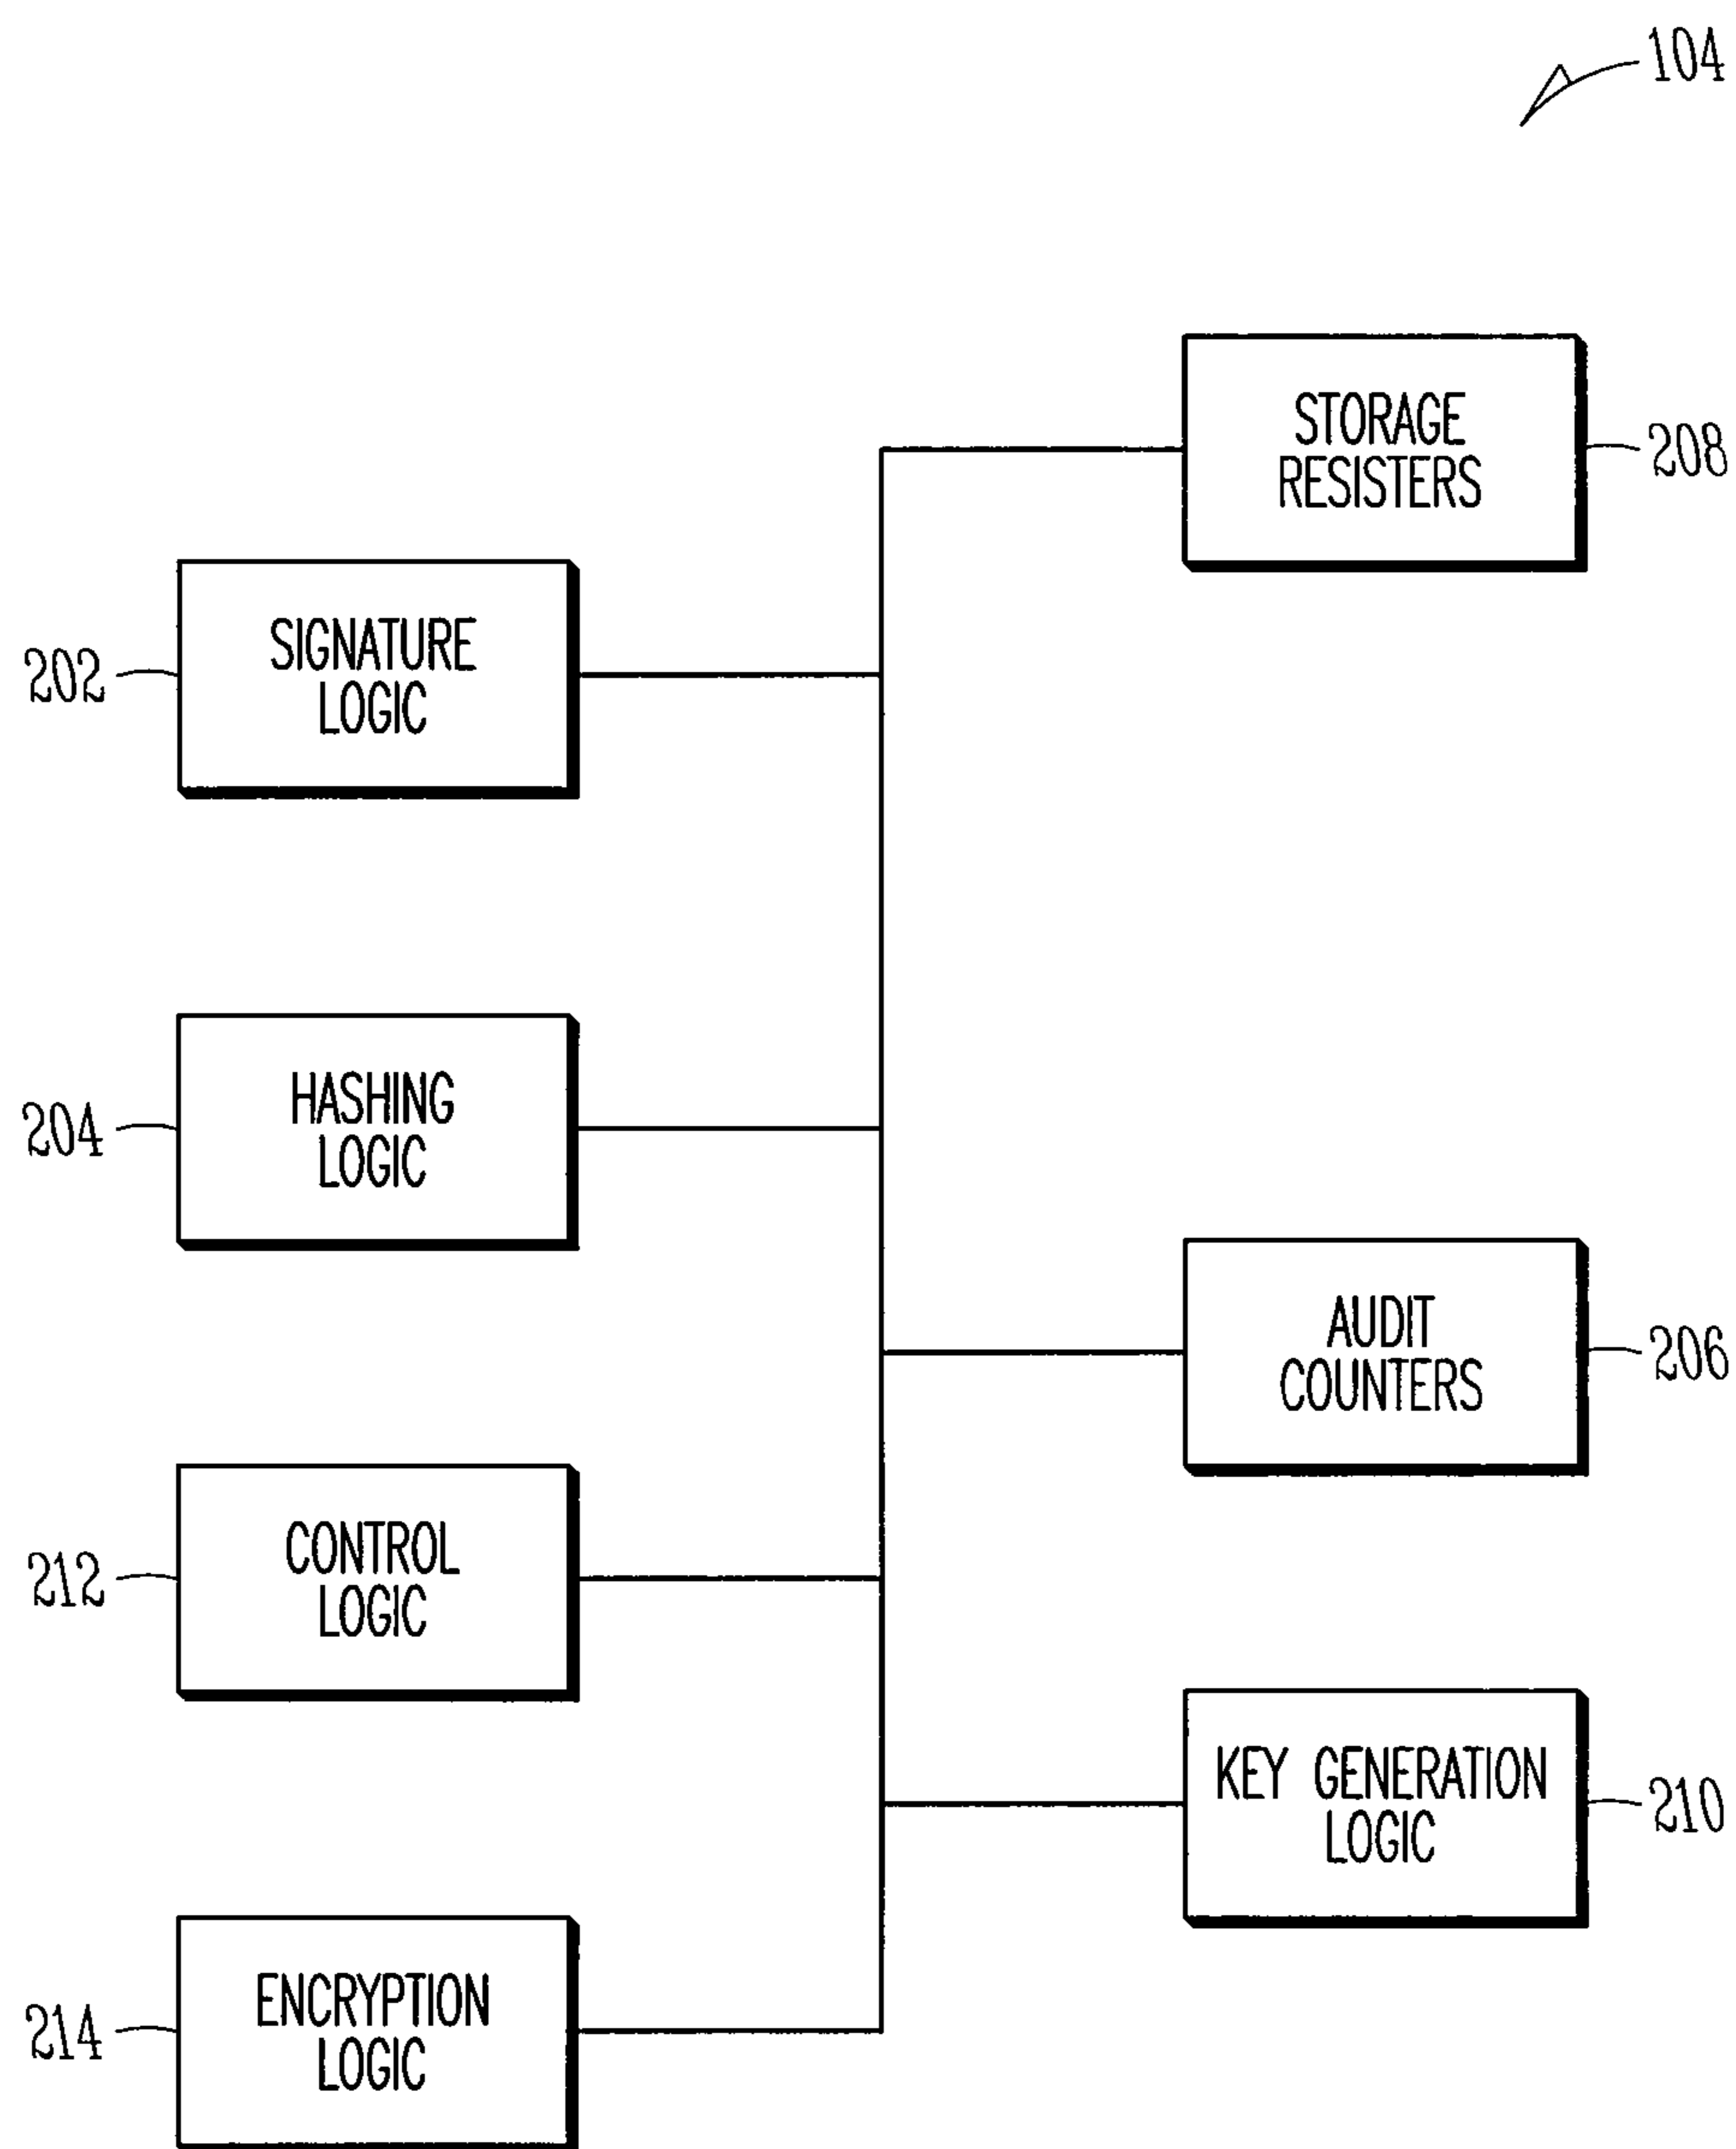 104
STORAGE
RESISTERS
208
SIGNATURE
LOGIC
202
HASHING
LOGIC
204
AUDIT
COUNTERS
206
CONTROL
LOGIC
212
KEY GENERATION
LOGIC
210
ENCRYPTION
LOGIC
214